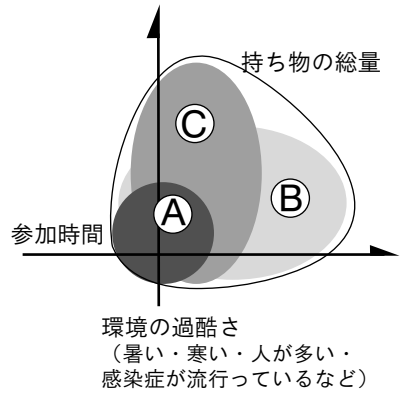 持ち物の総量
C
B
A
参加時間
環境の過酷さ
（暑い・寒い・人が多い・
感染症が流行っているなど）